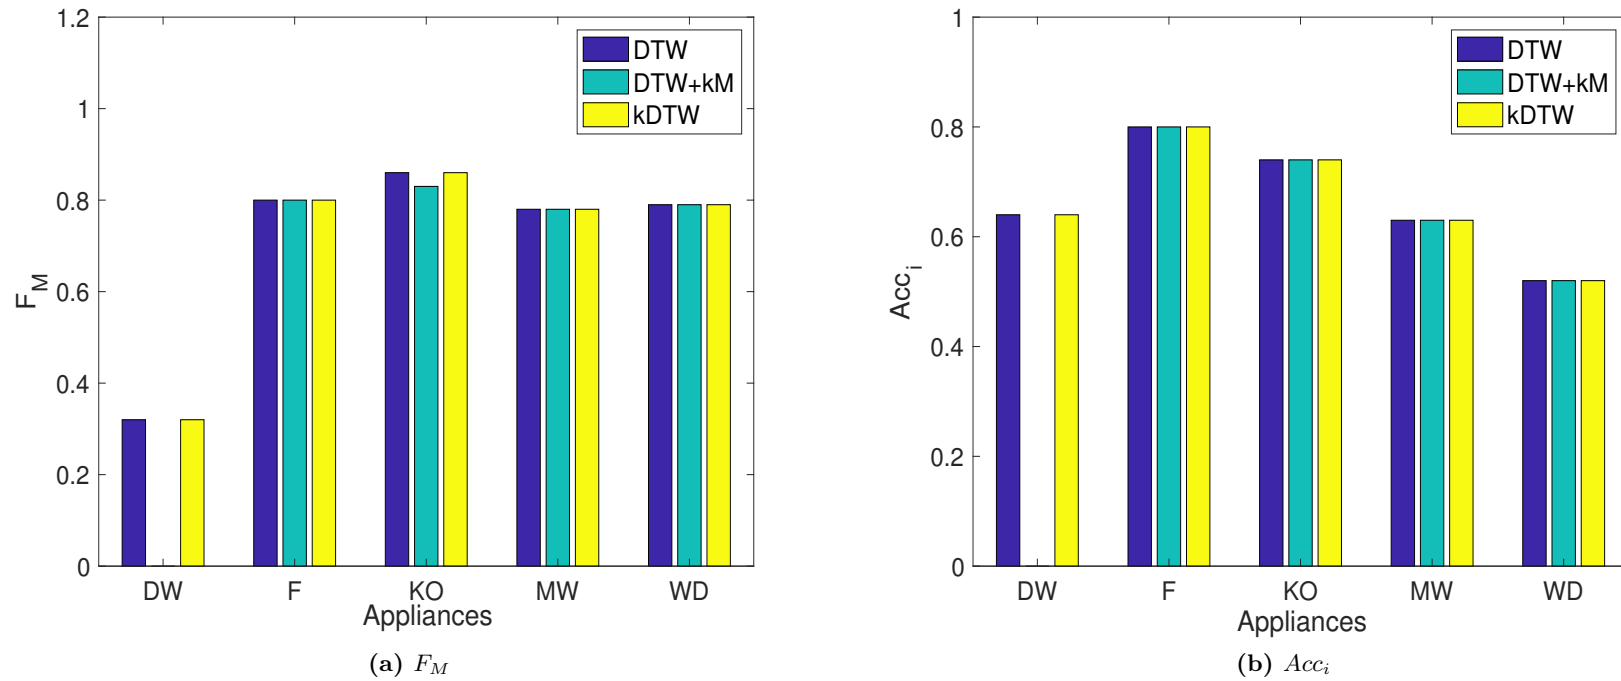 1.2
1
0.8
0.6
0.4
0.2
0
F_M
DTW
DTW+kM
kDTW
DW F KO MW WD
Appliances
(a) F_M
1
0.8
0.6
0.4
0.2
0
Acc_i
DTW
DTW+kM
kDTW
DW F KO MW WD
Appliances
(b) Acc_i